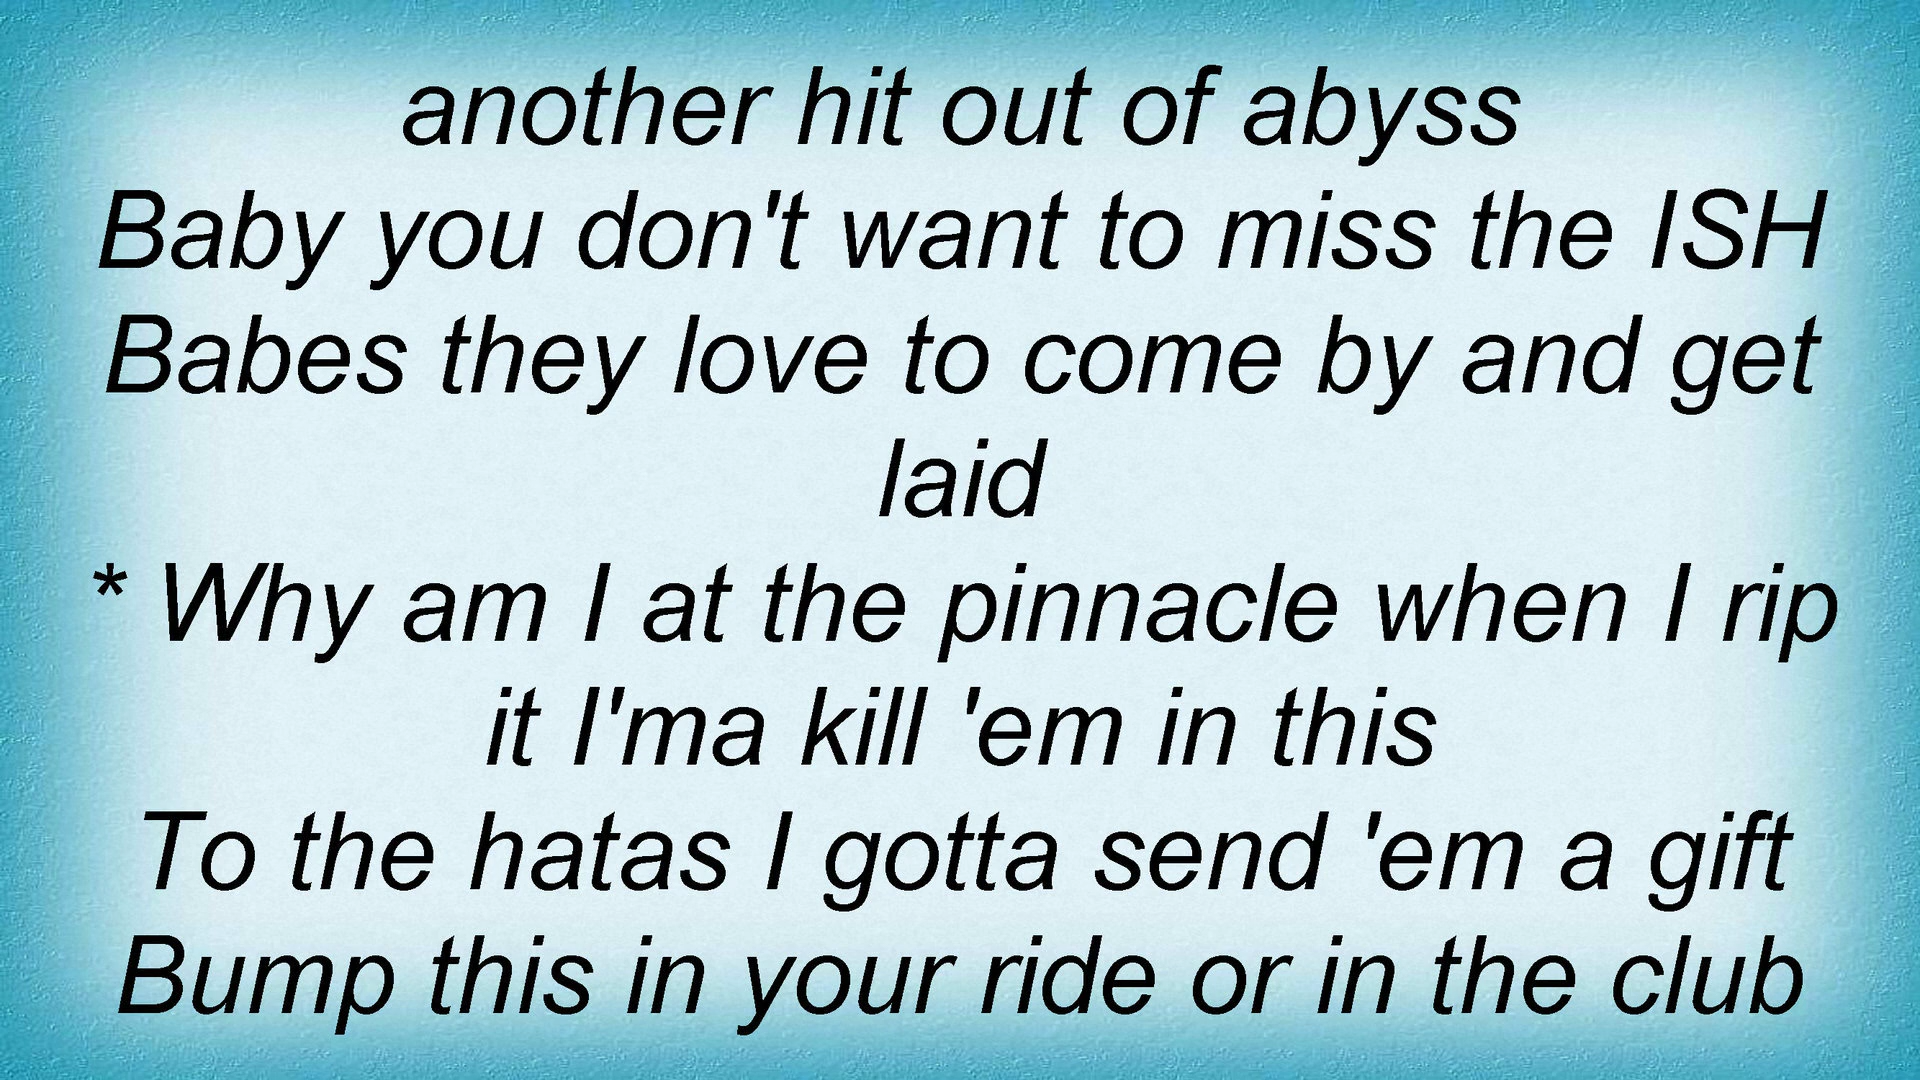 another hit out of abyss
Baby you don't want to miss the ISH
Babes they love to come by and get
laid
* Why am I at the pinnacle when I rip
it I'ma kill 'em in this
To the hatas I gotta send 'em a gift
Bump this in your ride or in the club